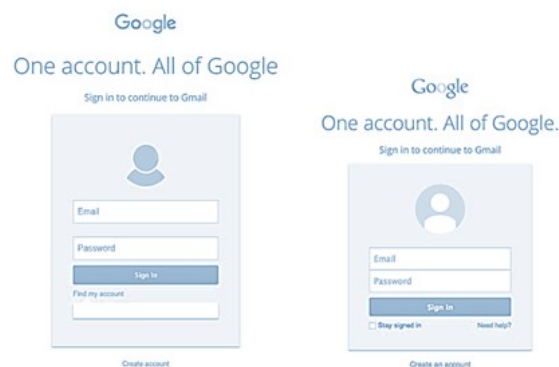 Google
One account. All of Google
Sign in to continue to Gmail
Email
Password
Sign In
Find my account
Create account
Google
One account. All of Google.
Sign in to continue to Gmail
Email
Password
Sign in
Stay signed in Need help?
Create an account